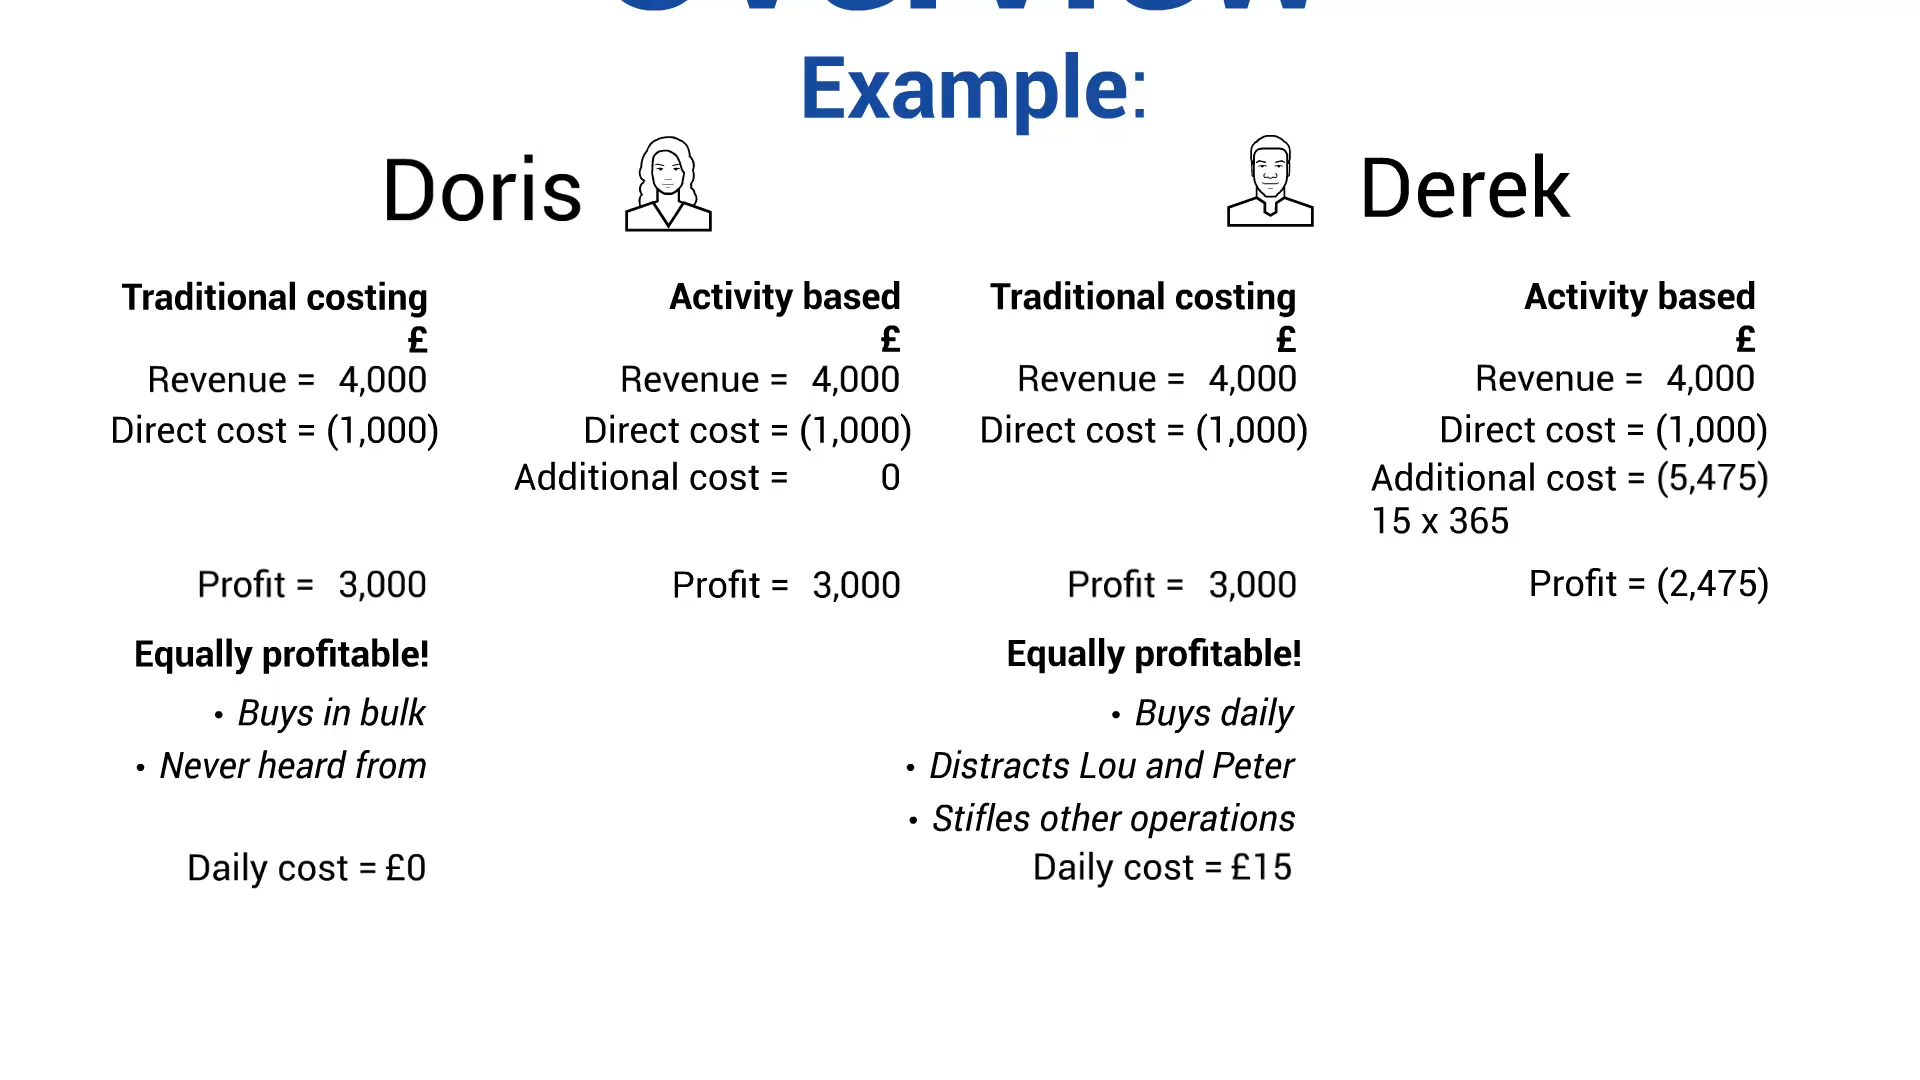 Example:
Doris
Derek
Traditional costing
£
Revenue = 4,000
Direct cost = (1,000)
Profit = 3,000
Equally profitable!
• Buys in bulk
• Never heard from
Daily cost = £0
Activity based
£
Revenue = 4,000
Direct cost = (1,000)
Additional cost = 0
Profit = 3,000
Traditional costing
£
Revenue = 4,000
Direct cost = (1,000)
Profit = 3,000
Equally profitable!
• Buys daily
• Distracts Lou and Peter
• Stifles other operations
Daily cost = £15
Activity based
£
Revenue = 4,000
Direct cost = (1,000)
Additional cost = (5,475)
15 x 365
Profit = (2,475)